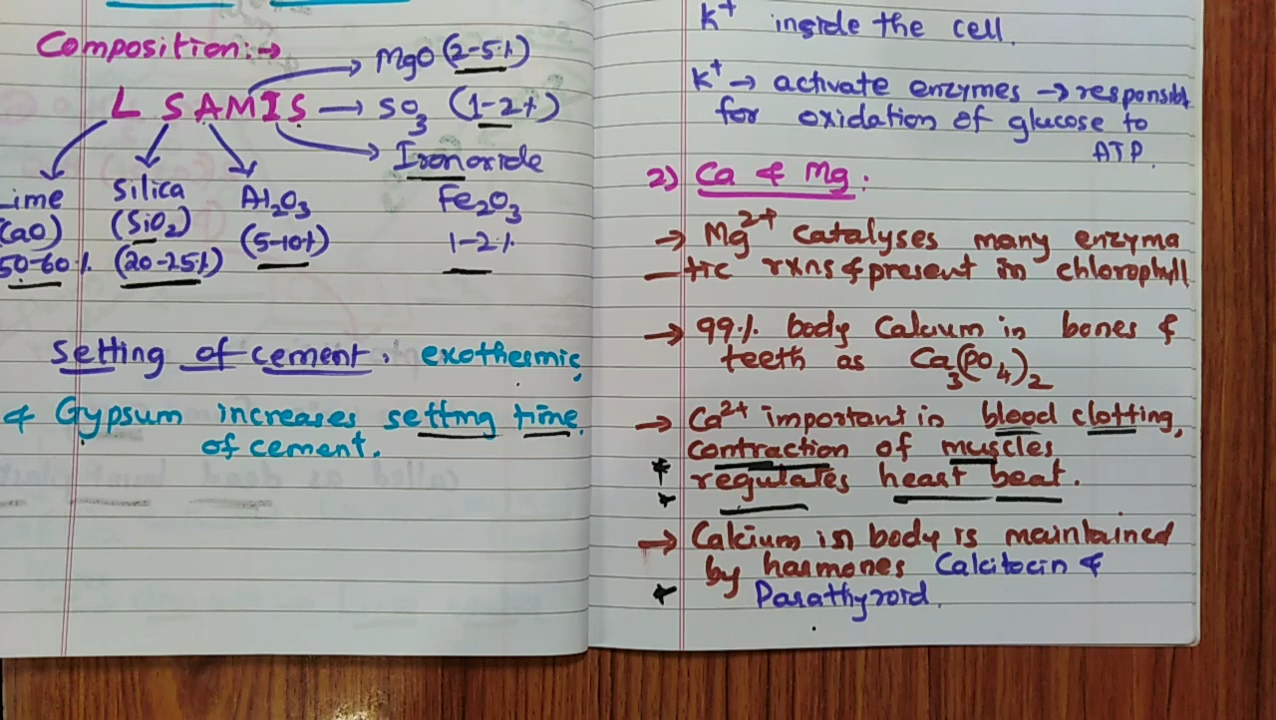 Composition:→
MgO (2-5%)
L SAMIS → SO3 (1-2%)
Iron oxide
Fe2O3
1-2%
Lime
(CaO)
50-60%
Silica
(SiO2)
(20-25%)
Al2O3
(5-10%)
Setting of cement. exothermic
& Gypsum increases setting time
of cement.
K+ inside the cell.
K+ → activate enzymes → responsible
for oxidation of glucose to
ATP.
2) Ca & Mg:
→ Mg2+ catalyses many enzyma
-tic rxns & present in chlorophyll
→ 99% body Calcium in bones &
teeth as Ca3(PO4)2
→ Ca2+ important in blood clotting,
contraction of muscles
* regulates heart beat.
→ Calcium in body is maintained
by hormones Calcitocin &
* Parathyroid.